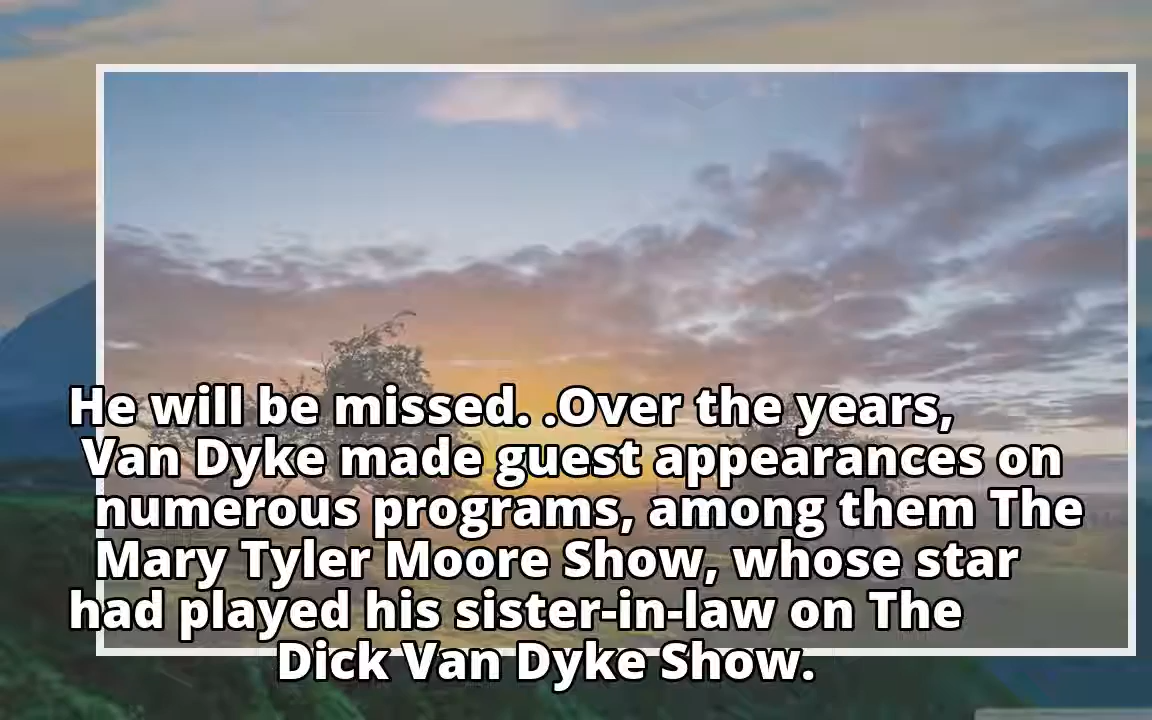 He will be missed. .Over the years,
Van Dyke made guest appearances on
numerous programs, among them The
Mary Tyler Moore Show, whose star
had played his sister-in-law on The
Dick Van Dyke Show.